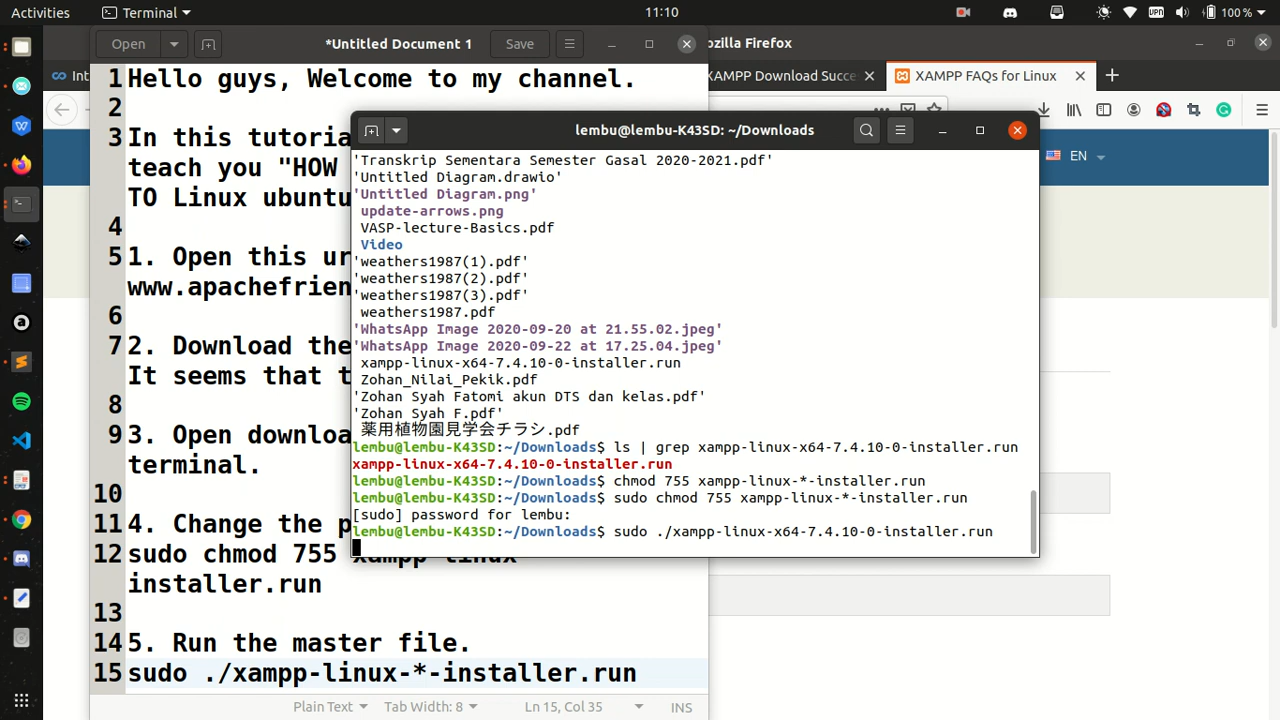 Activities
Terminal
11:10
UPN
100 %
Open
*Untitled Document 1
Save
ozilla Firefox
Int
XAMPP Download Succe
XAMPP FAQs for Linux
EN
1 Hello guys, Welcome to my channel.
2
3 In this tutoria
teach you "HOW
TO Linux ubuntu
4
5 1. Open this ur
www.apachefrien
6
7 2. Download the
It seems that t
8
9 3. Open downloa
terminal.
10
11 4. Change the p
12 sudo chmod 755 xampp-linux
installer.run
13
14 5. Run the master file.
15 sudo ./xampp-linux-*-installer.run
Plain Text
Tab Width: 8
Ln 15, Col 35
INS
lembu@lembu-K43SD: ~/Downloads
'Transkrip Sementara Semester Gasal 2020-2021.pdf'
'Untitled Diagram.drawio'
'Untitled Diagram.png'
update-arrows.png
VASP-lecture-Basics.pdf
Video
'weathers1987(1).pdf'
'weathers1987(2).pdf'
'weathers1987(3).pdf'
weathers1987.pdf
'WhatsApp Image 2020-09-20 at 21.55.02.jpeg'
'WhatsApp Image 2020-09-22 at 17.25.04.jpeg'
xampp-linux-x64-7.4.10-0-installer.run
Zohan_Nilai_Pekik.pdf
'Zohan Syah Fatomi akun DTS dan kelas.pdf'
'Zohan Syah F.pdf'
薬用植物園見学会チラシ.pdf
lembu@lembu-K43SD:~/Downloads$ ls | grep xampp-linux-x64-7.4.10-0-installer.run
xampp-linux-x64-7.4.10-0-installer.run
lembu@lembu-K43SD:~/Downloads$ chmod 755 xampp-linux-*-installer.run
lembu@lembu-K43SD:~/Downloads$ sudo chmod 755 xampp-linux-*-installer.run
[sudo] password for lembu:
lembu@lembu-K43SD:~/Downloads$ sudo ./xampp-linux-x64-7.4.10-0-installer.run